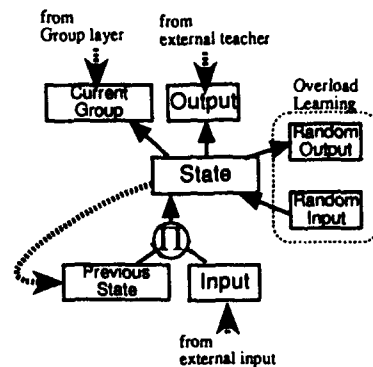 from
Group layer
from
external teacher
Current
Group
Output
Overload
Learning
Random
Output
State
Random
Input
Π
Previous
State
Input
from
external input